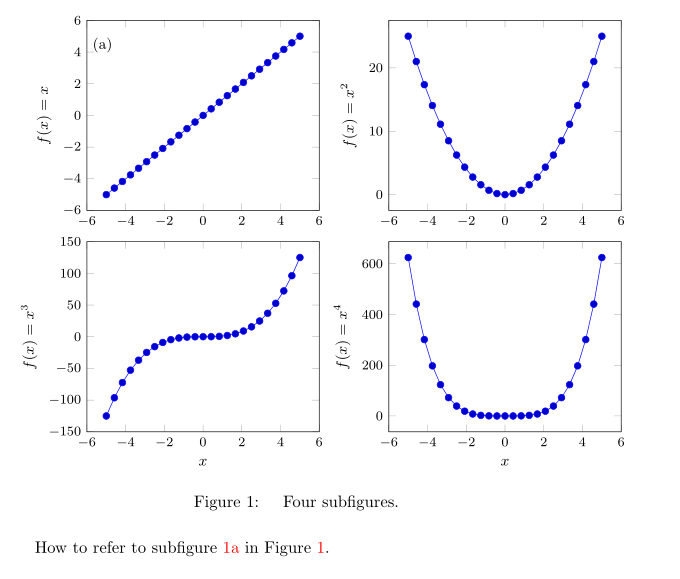 6
4
2
0
−2
−4
−6
(a)
f(x) = x
−6 −4 −2 0 2 4 6
20
10
0
f(x) = x²
−6 −4 −2 0 2 4 6
150
100
50
0
−50
−100
−150
f(x) = x³
−6 −4 −2 0 2 4 6
x
600
400
200
0
f(x) = x⁴
−6 −4 −2 0 2 4 6
x
Figure 1: Four subfigures.
How to refer to subfigure 1a in Figure 1.